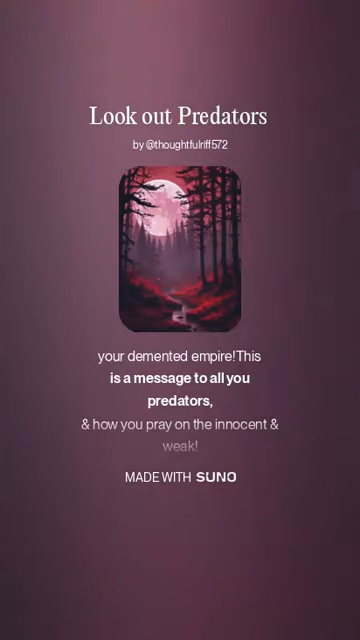 Look out Predators
by @thoughtfulriff572
your demented empire!This
is a message to all you
predators,
& how you pray on the innocent &
weak!
MADE WITH SUNO